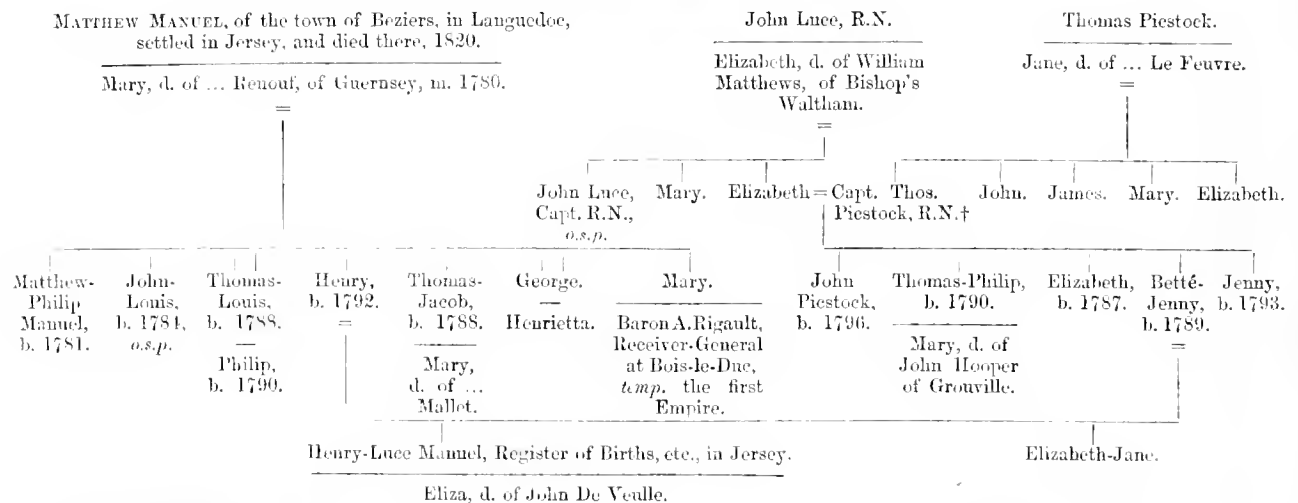 MATTHEW MANUEL, of the town of Beziers, in Languedoc,
settled in Jersey, and died there, 1820.
Mary, d. of ... Renouf, of Guernsey, m. 1780.
=
John Luce, R.N.
Elizabeth, d. of William
Matthews, of Bishop's
Waltham.
=
Thomas Picstock.
Jane, d. of ... Le Feuvre.
=
John Luce,
Capt. R.N.,
o.s.p.
Mary.
Elizabeth = Capt. Thos.
Picstock, R.N.†
John.
James.
Mary.
Elizabeth.
Matthew-
Philip
Manuel,
b. 1781.
John-
Louis,
b. 1784,
o.s.p.
Thomas-
Louis,
b. 1788.
—
Philip,
b. 1790.
Henry,
b. 1792.
=
Thomas-
Jacob,
b. 1788.
Mary,
d. of ...
Mallet.
George.
—
Henrietta.
Mary.
Baron A. Rigault,
Receiver-General
at Bois-le-Duc,
temp. the first
Empire.
John
Picstock,
b. 1796.
Thomas-Philip,
b. 1790.
Mary, d. of
John Hooper
of Grouville.
Elizabeth,
b. 1787.
Betté-
Jenny,
b. 1789.
=
Jenny,
b. 1793.
Henry-Luce Manuel, Register of Births, etc., in Jersey.
Eliza, d. of John De Veulle.
Elizabeth-Jane.